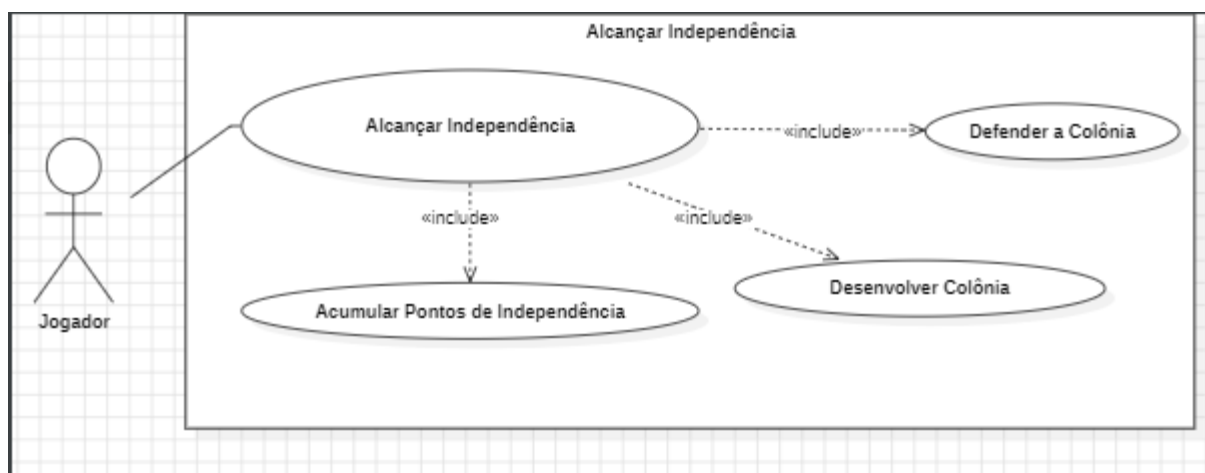 Alcançar Independência
Alcançar Independência
«include»
Defender a Colônia
«include»
«include»
Desenvolver Colônia
Acumular Pontos de Independência
Jogador